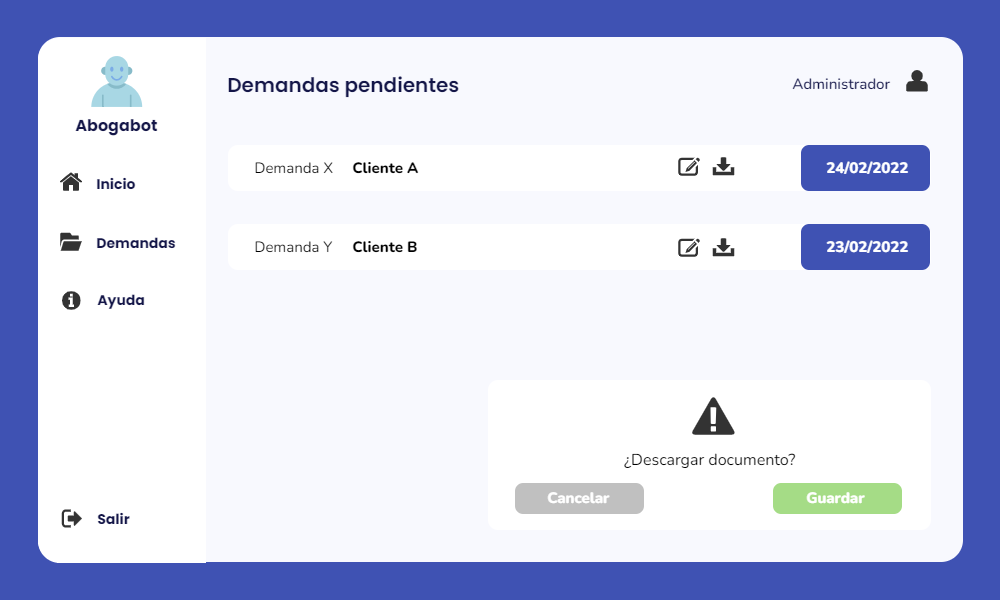 Abogabot
Inicio
Demandas
Ayuda
Salir
Demandas pendientes
Administrador
Demanda X Cliente A 24/02/2022
Demanda Y Cliente B 23/02/2022
¿Descargar documento?
Cancelar Guardar